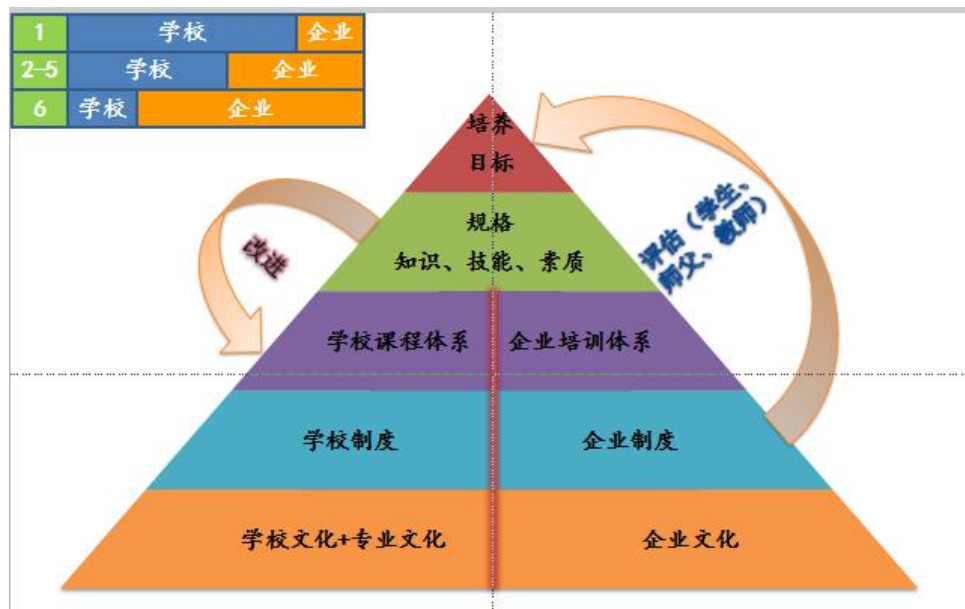 1 学校 企业
2-5 学校 企业
6 学校 企业
培养
目标
规格
知识、技能、素质
改进
评估（学生、
师父、教师）
学校课程体系 企业培训体系
学校制度 企业制度
学校文化+专业文化 企业文化